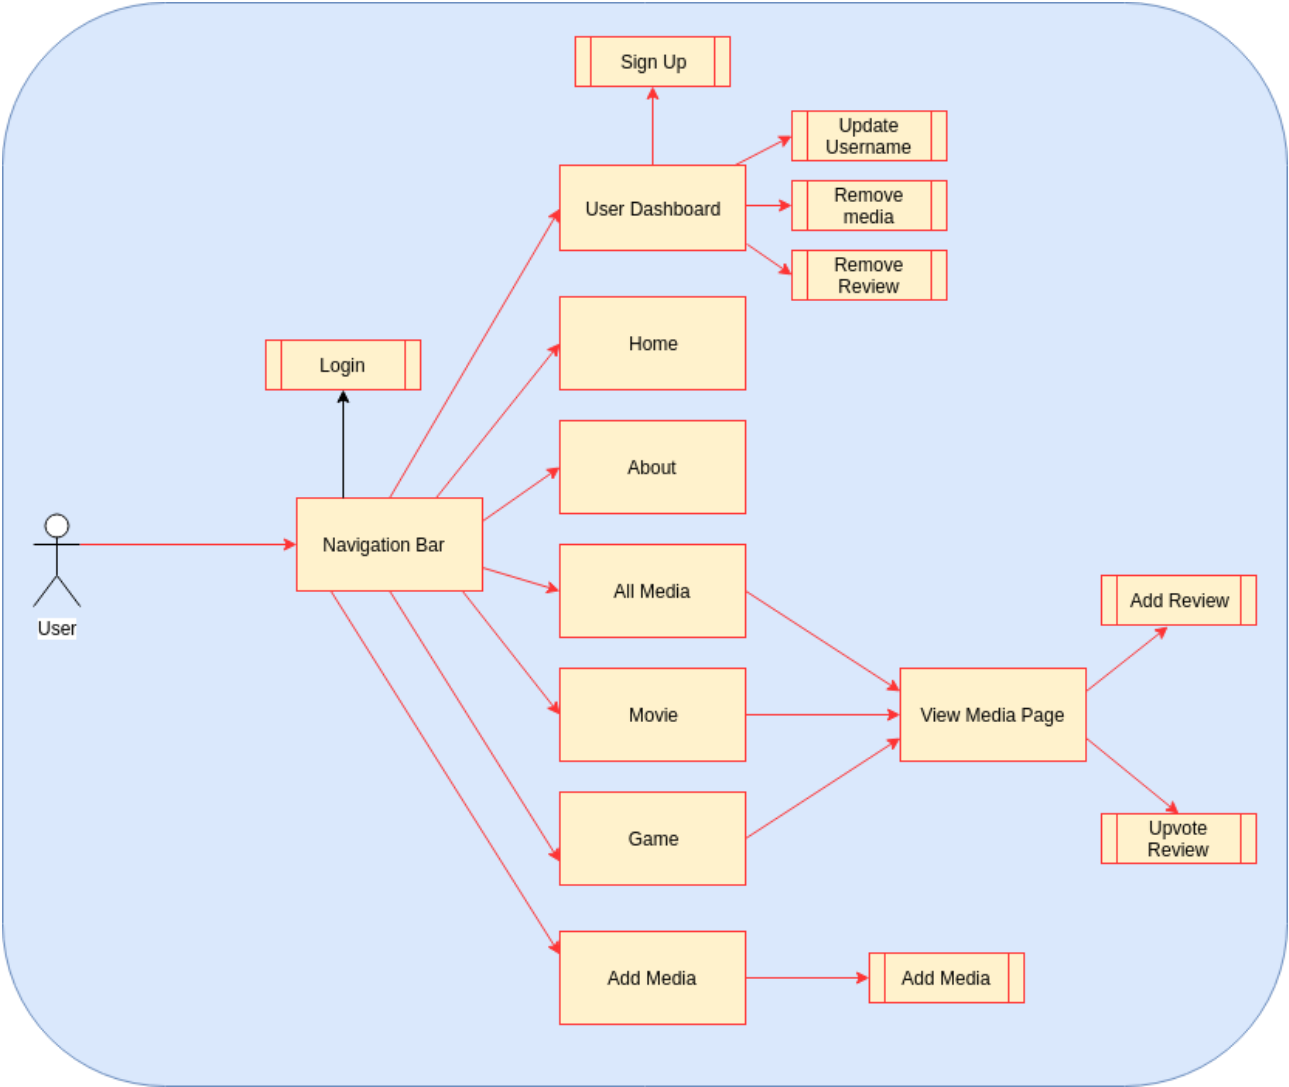 Sign Up
Update
Username
User Dashboard
Remove
media
Remove
Review
Home
Login
About
Navigation Bar
User
All Media
Add Review
Movie
View Media Page
Game
Upvote
Review
Add Media
Add Media